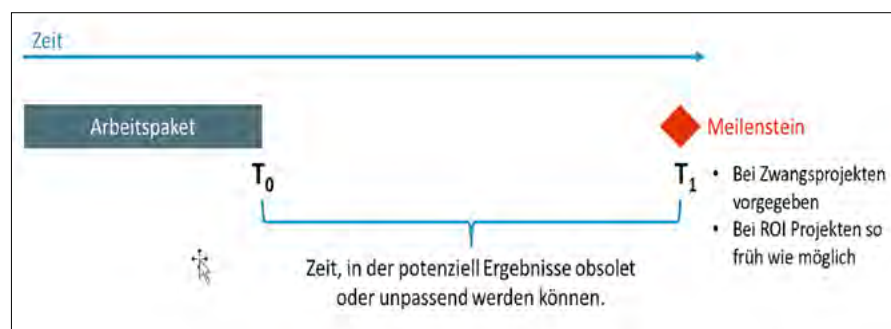 Zeit
Arbeitspaket
Meilenstein
T₀
T₁
• Bei Zwangsprojekten
vorgegeben
• Bei ROI Projekten so
früh wie möglich
Zeit, in der potenziell Ergebnisse obsolet
oder unpassend werden können.